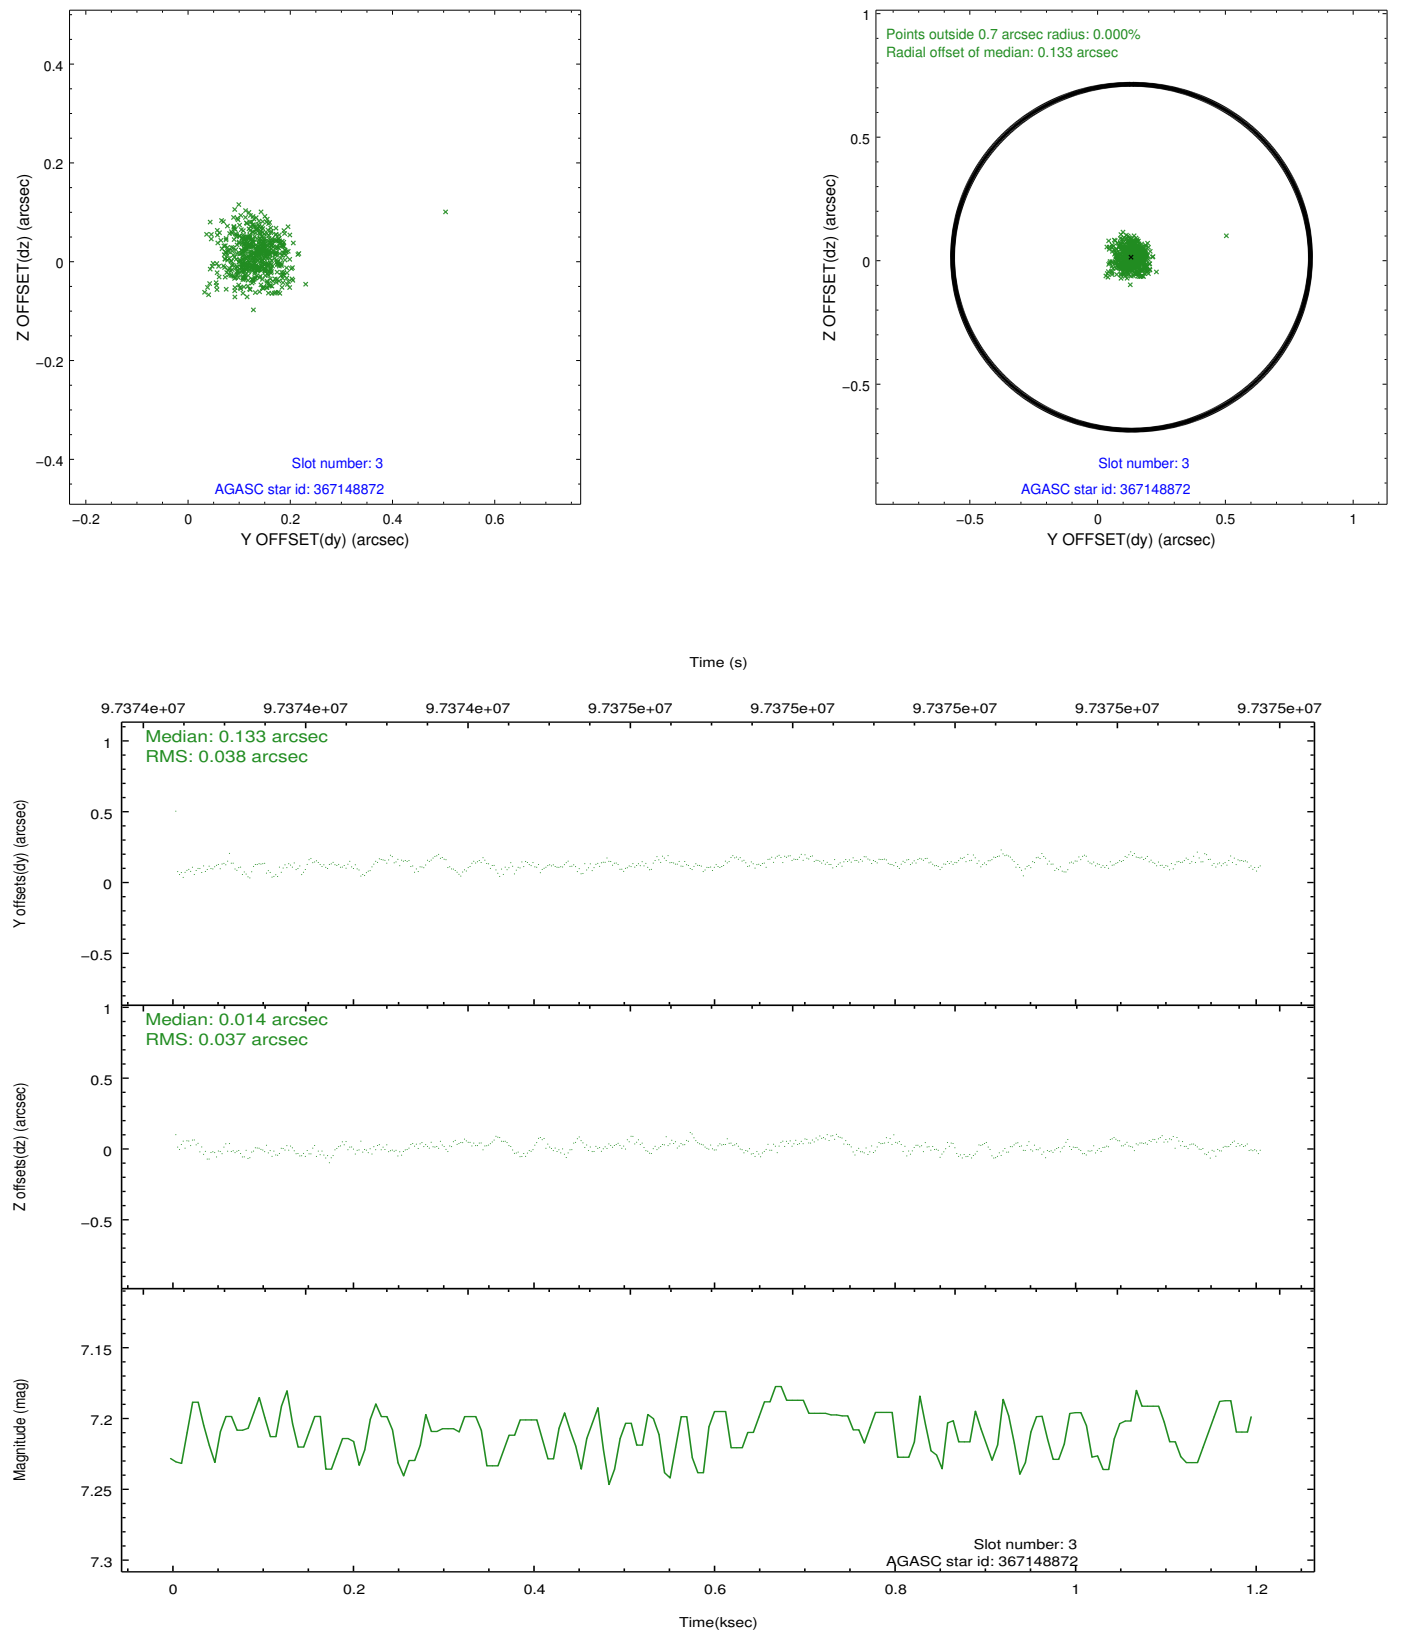 0.4
0.2
0
−0.2
−0.4
Z OFFSET(dz) (arcsec)
Slot number: 3
AGASC star id: 367148872
−0.2 0 0.2 0.4 0.6
Y OFFSET(dy) (arcsec)
Points outside 0.7 arcsec radius: 0.000%
Radial offset of median: 0.133 arcsec
1
0.5
0
−0.5
Z OFFSET(dz) (arcsec)
Slot number: 3
AGASC star id: 367148872
−0.5 0 0.5 1
Y OFFSET(dy) (arcsec)
Time (s)
9.7374e+07 9.7374e+07 9.7374e+07 9.7375e+07 9.7375e+07 9.7375e+07 9.7375e+07 9.7375e+07
Median: 0.133 arcsec
RMS: 0.038 arcsec
1
0.5
0
−0.5
Y offsets(dy) (arcsec)
Median: 0.014 arcsec
RMS: 0.037 arcsec
1
0.5
0
−0.5
Z offsets(dz) (arcsec)
7.15
7.2
7.25
7.3
Magnitude (mag)
Slot number: 3
AGASC star id: 367148872
0 0.2 0.4 0.6 0.8 1 1.2
Time(ksec)